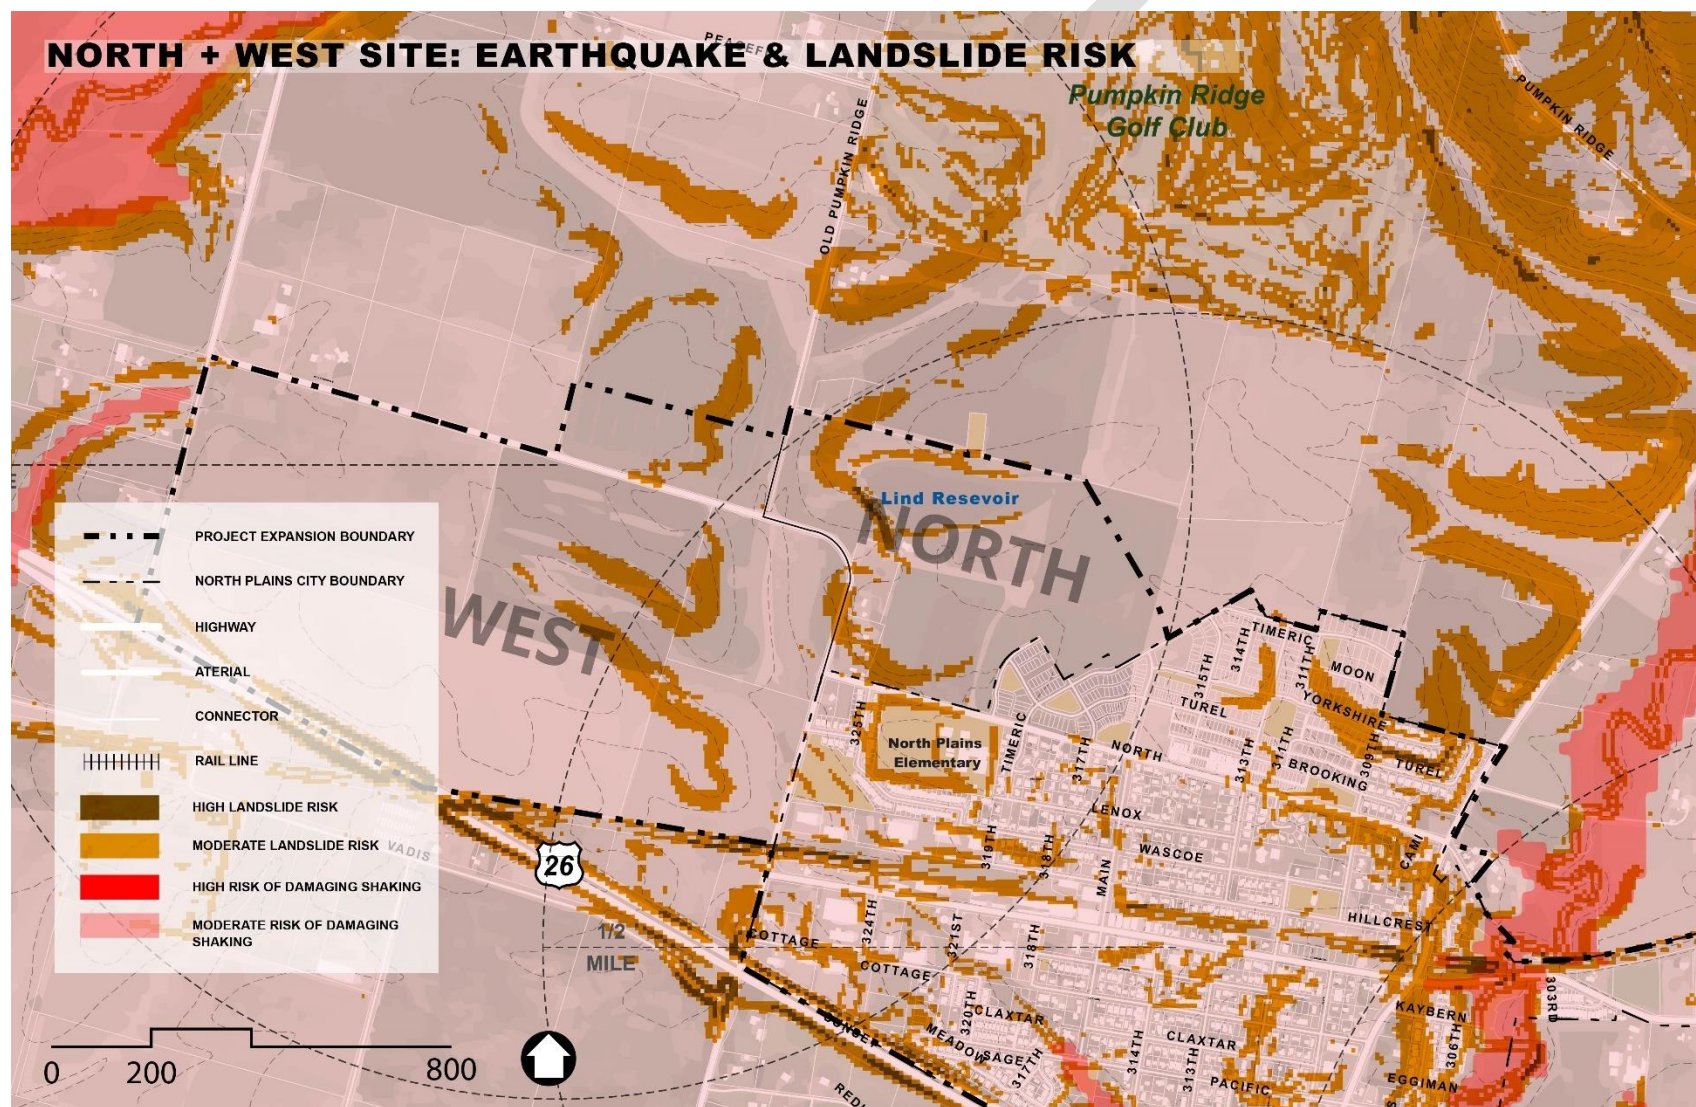 NORTH + WEST SITE: EARTHQUAKE & LANDSLIDE RISK
Pumpkin Ridge
Golf Club
PUMPKIN RIDGE
OLD PUMPKIN RIDGE
Lind Resevoir
NORTH
WEST
PROJECT EXPANSION BOUNDARY
NORTH PLAINS CITY BOUNDARY
HIGHWAY
ATERIAL
CONNECTOR
RAIL LINE
HIGH LANDSLIDE RISK
MODERATE LANDSLIDE RISK
HIGH RISK OF DAMAGING SHAKING
MODERATE RISK OF DAMAGING
SHAKING
VADIS
26
1/2
MILE
0 200 800
TIMERIC
314TH
315TH
311TH
MOON
TUREL
YORKSHIRE
325TH
North Plains
Elementary
TIMERIC
317TH
NORTH
313TH
311TH
BROOKING
309TH
TUREL
LENOX
WASCOE
319TH
318TH
MAIN
CAMI
HILLCREST
COTTAGE
324TH
321ST
318TH
COTTAGE
320TH
CLAXTAR
SUNSET
MEADOW
SAGE
317TH
314TH
CLAXTAR
313TH
PACIFIC
KAYBERN
306TH
303RD
EGGIMAN